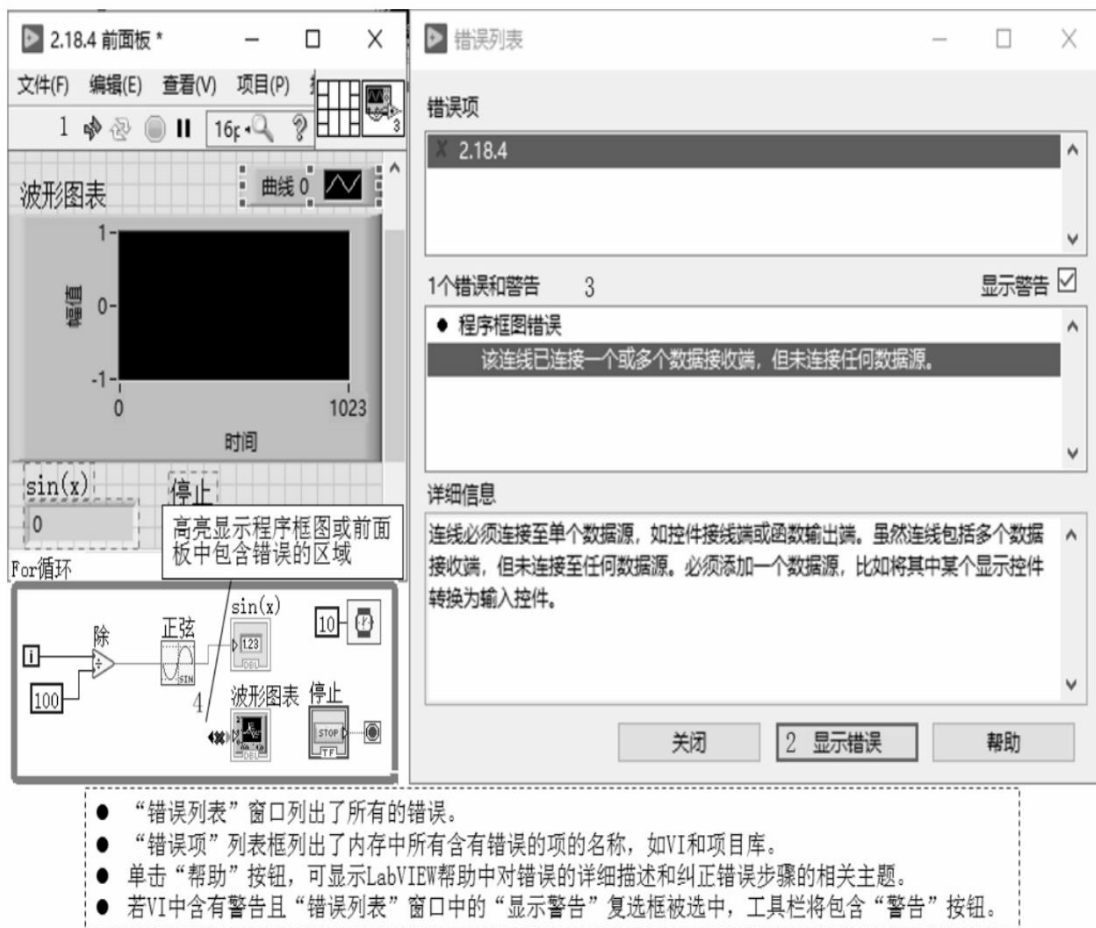 2.18.4 前面板 *
文件(F) 编辑(E) 查看(V) 项目(P)
1
16p
3
波形图表
曲线 0
1
幅值
0
-1
0
1023
时间
sin(x)
停止
0
高亮显示程序框图或前面
板中包含错误的区域
For循环
除
正弦
sin(x)
10
i
÷
SIN
1.23
DBL
100
4
波形图表
停止
STOP
TF
DBL
错误列表
错误项
2.18.4
1个错误和警告 3
显示警告
● 程序框图错误
该连线已连接一个或多个数据接收端，但未连接任何数据源。
详细信息
连线必须连接至单个数据源，如控件接线端或函数输出端。虽然连线包括多个数据
接收端，但未连接至任何数据源。必须添加一个数据源，比如将其中某个显示控件
转换为输入控件。
关闭
2 显示错误
帮助
● “错误列表”窗口列出了所有的错误。
● “错误项”列表框列出了内存中所有含有错误的项的名称，如VI和项目库。
● 单击“帮助”按钮，可显示LabVIEW帮助中对错误的详细描述和纠正错误步骤的相关主题。
● 若VI中含有警告且“错误列表”窗口中的“显示警告”复选框被选中，工具栏将包含“警告”按钮。